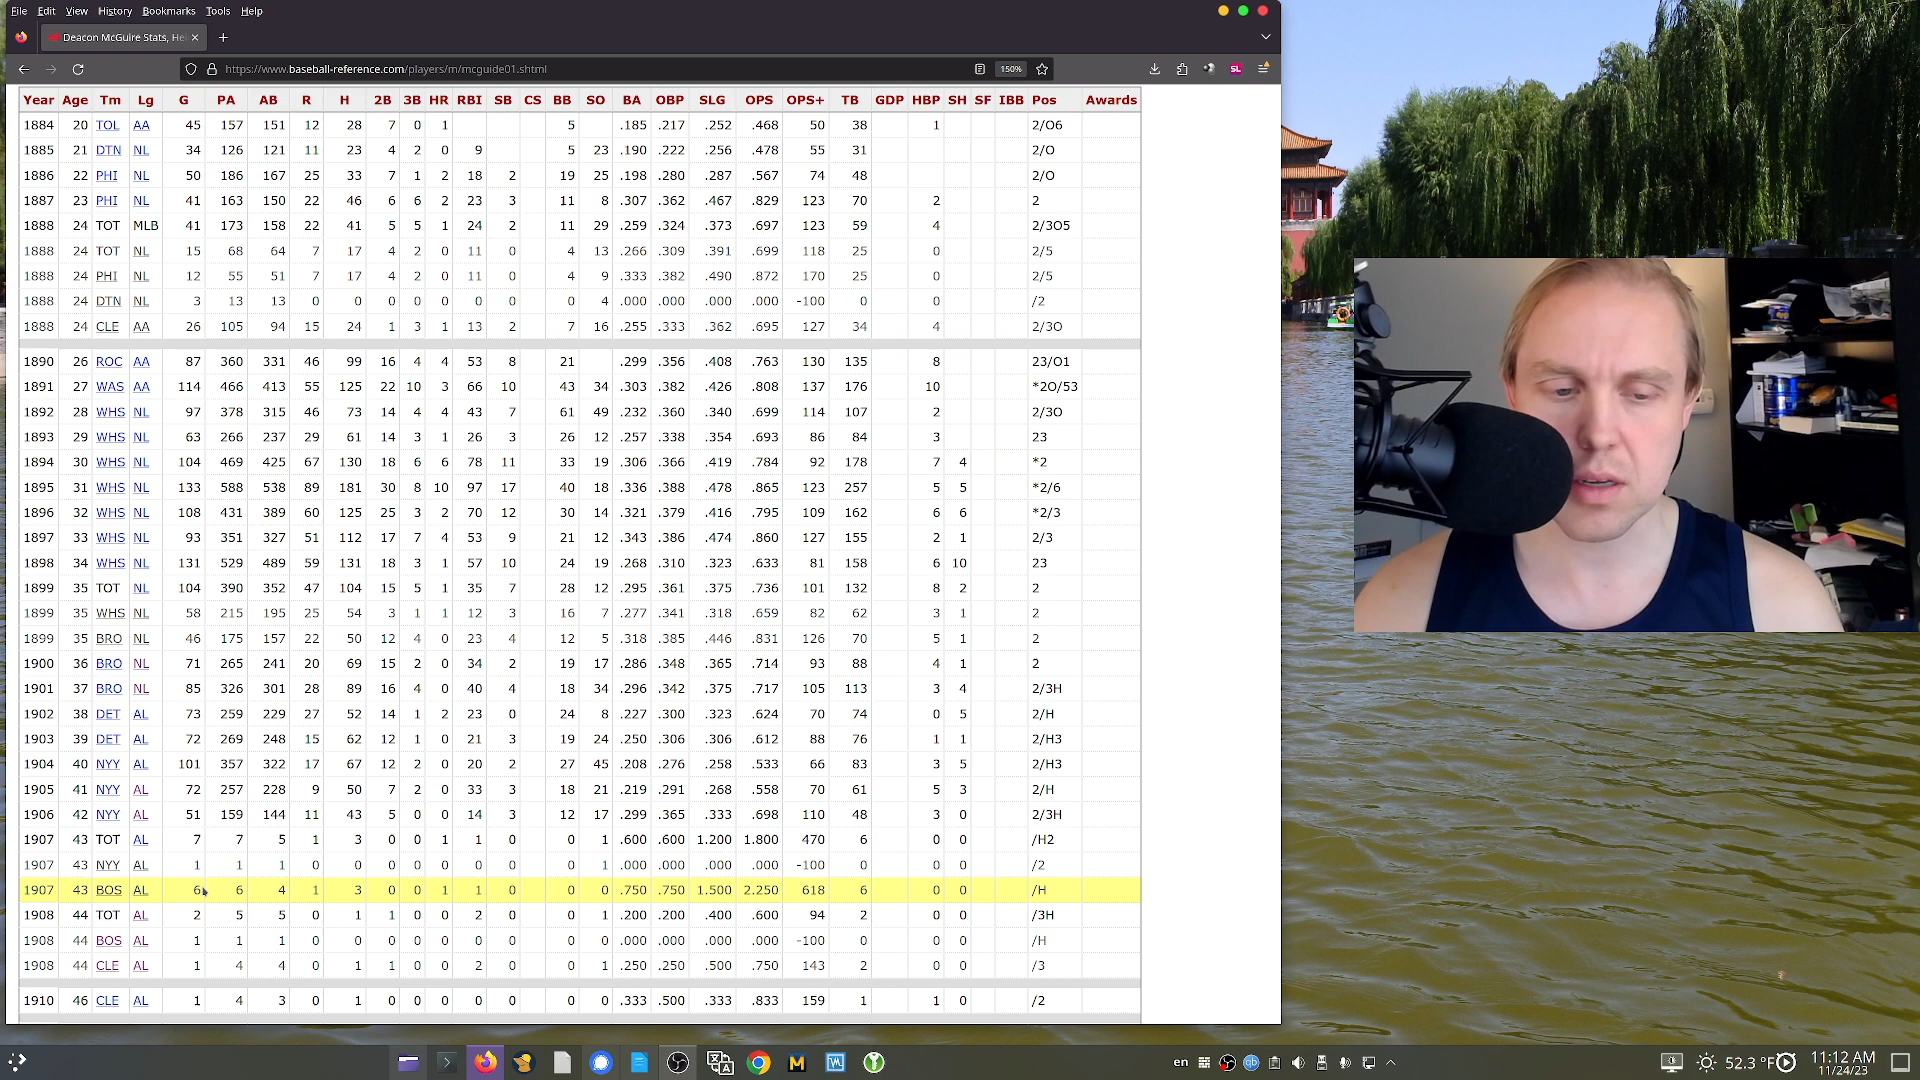 File Edit View History Bookmarks Tools Help
Deacon McGuire Stats, He
https://www.baseball-reference.com/players/m/mcguide01.shtml 150% SL
Year Age Tm Lg G PA AB R H 2B 3B HR RBI SB CS BB SO BA OBP SLG OPS OPS+ TB GDP HBP SH SF IBB Pos Awards
1884 20 TOL AA 45 157 151 12 28 7 0 1 5 .185 .217 .252 .468 50 38 1 2/O6
1885 21 DTN NL 34 126 121 11 23 4 2 0 9 5 23 .190 .222 .256 .478 55 31 2/O
1886 22 PHI NL 50 186 167 25 33 7 1 2 18 2 19 25 .198 .280 .287 .567 74 48 2/O
1887 23 PHI NL 41 163 150 22 46 6 6 2 23 3 11 8 .307 .362 .467 .829 123 70 2 2
1888 24 TOT MLB 41 173 158 22 41 5 5 1 24 2 11 29 .259 .324 .373 .697 123 59 4 2/3O5
1888 24 TOT NL 15 68 64 7 17 4 2 0 11 0 4 13 .266 .309 .391 .699 118 25 0 2/5
1888 24 PHI NL 12 55 51 7 17 4 2 0 11 0 4 9 .333 .382 .490 .872 170 25 0 2/5
1888 24 DTN NL 3 13 13 0 0 0 0 0 0 0 0 4 .000 .000 .000 .000 -100 0 0 /2
1888 24 CLE AA 26 105 94 15 24 1 3 1 13 2 7 16 .255 .333 .362 .695 127 34 4 2/3O
1890 26 ROC AA 87 360 331 46 99 16 4 4 53 8 21 .299 .356 .408 .763 130 135 8 23/O1
1891 27 WAS AA 114 466 413 55 125 22 10 3 66 10 43 34 .303 .382 .426 .808 137 176 10 *2O/53
1892 28 WHS NL 97 378 315 46 73 14 4 4 43 7 61 49 .232 .360 .340 .699 114 107 2 2/3O
1893 29 WHS NL 63 266 237 29 61 14 3 1 26 3 26 12 .257 .338 .354 .693 86 84 3 23
1894 30 WHS NL 104 469 425 67 130 18 6 6 78 11 33 19 .306 .366 .419 .784 92 178 7 4 *2
1895 31 WHS NL 133 588 538 89 181 30 8 10 97 17 40 18 .336 .388 .478 .865 123 257 5 5 *2/6
1896 32 WHS NL 108 431 389 60 125 25 3 2 70 12 30 14 .321 .379 .416 .795 109 162 6 6 *2/3
1897 33 WHS NL 93 351 327 51 112 17 7 4 53 9 21 12 .343 .386 .474 .860 127 155 2 1 2/3
1898 34 WHS NL 131 529 489 59 131 18 3 1 57 10 24 19 .268 .310 .323 .633 81 158 6 10 23
1899 35 TOT NL 104 390 352 47 104 15 5 1 35 7 28 12 .295 .361 .375 .736 101 132 8 2 2
1899 35 WHS NL 58 215 195 25 54 3 1 1 12 3 16 7 .277 .341 .318 .659 82 62 3 1 2
1899 35 BRO NL 46 175 157 22 50 12 4 0 23 4 12 5 .318 .385 .446 .831 126 70 5 1 2
1900 36 BRO NL 71 265 241 20 69 15 2 0 34 2 19 17 .286 .348 .365 .714 93 88 4 1 2
1901 37 BRO NL 85 326 301 28 89 16 4 0 40 4 18 34 .296 .342 .375 .717 105 113 3 4 2/3H
1902 38 DET AL 73 259 229 27 52 14 1 2 23 0 24 8 .227 .300 .323 .624 70 74 0 5 2/H
1903 39 DET AL 72 269 248 15 62 12 1 0 21 3 19 24 .250 .306 .306 .612 88 76 1 1 2/H3
1904 40 NYY AL 101 357 322 17 67 12 2 0 20 2 27 45 .208 .276 .258 .533 66 83 3 5 2/H3
1905 41 NYY AL 72 257 228 9 50 7 2 0 33 3 18 21 .219 .291 .268 .558 70 61 5 3 2/H
1906 42 NYY AL 51 159 144 11 43 5 0 0 14 3 12 17 .299 .365 .333 .698 110 48 3 0 2/3H
1907 43 TOT AL 7 7 5 1 3 0 0 1 1 0 0 1 .600 .600 1.200 1.800 470 6 0 0 /H2
1907 43 NYY AL 1 1 1 0 0 0 0 0 0 0 0 1 .000 .000 .000 .000 -100 0 0 0 /2
1907 43 BOS AL 6 6 4 1 3 0 0 1 1 0 0 0 .750 .750 1.500 2.250 618 6 0 0 /H
1908 44 TOT AL 2 5 5 0 1 1 0 0 2 0 0 1 .200 .200 .400 .600 94 2 0 0 /3H
1908 44 BOS AL 1 1 1 0 0 0 0 0 0 0 0 0 .000 .000 .000 .000 -100 0 0 0 /H
1908 44 CLE AL 1 4 4 0 1 1 0 0 2 0 0 1 .250 .250 .500 .750 143 2 0 0 /3
1910 46 CLE AL 1 4 3 0 1 0 0 0 0 0 0 0 .333 .500 .333 .833 159 1 1 0 /2
en 52.3 °F 11:12 AM
11/24/23